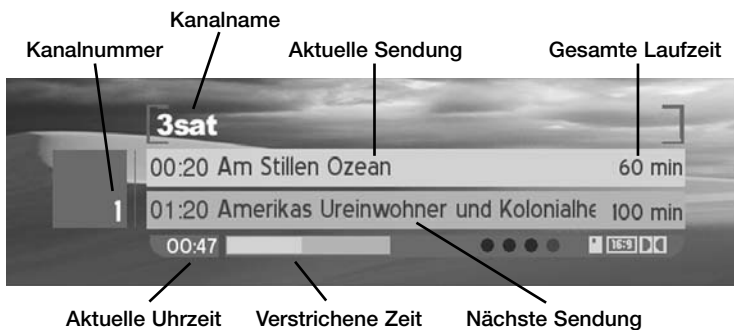 Kanalname
Kanalnummer Aktuelle Sendung Gesamte Laufzeit
3sat
00:20 Am Stillen Ozean 60 min
1 01:20 Amerikas Ureinwohner und Kolonialhe 100 min
00:47 16:9
Aktuelle Uhrzeit Verstrichene Zeit Nächste Sendung